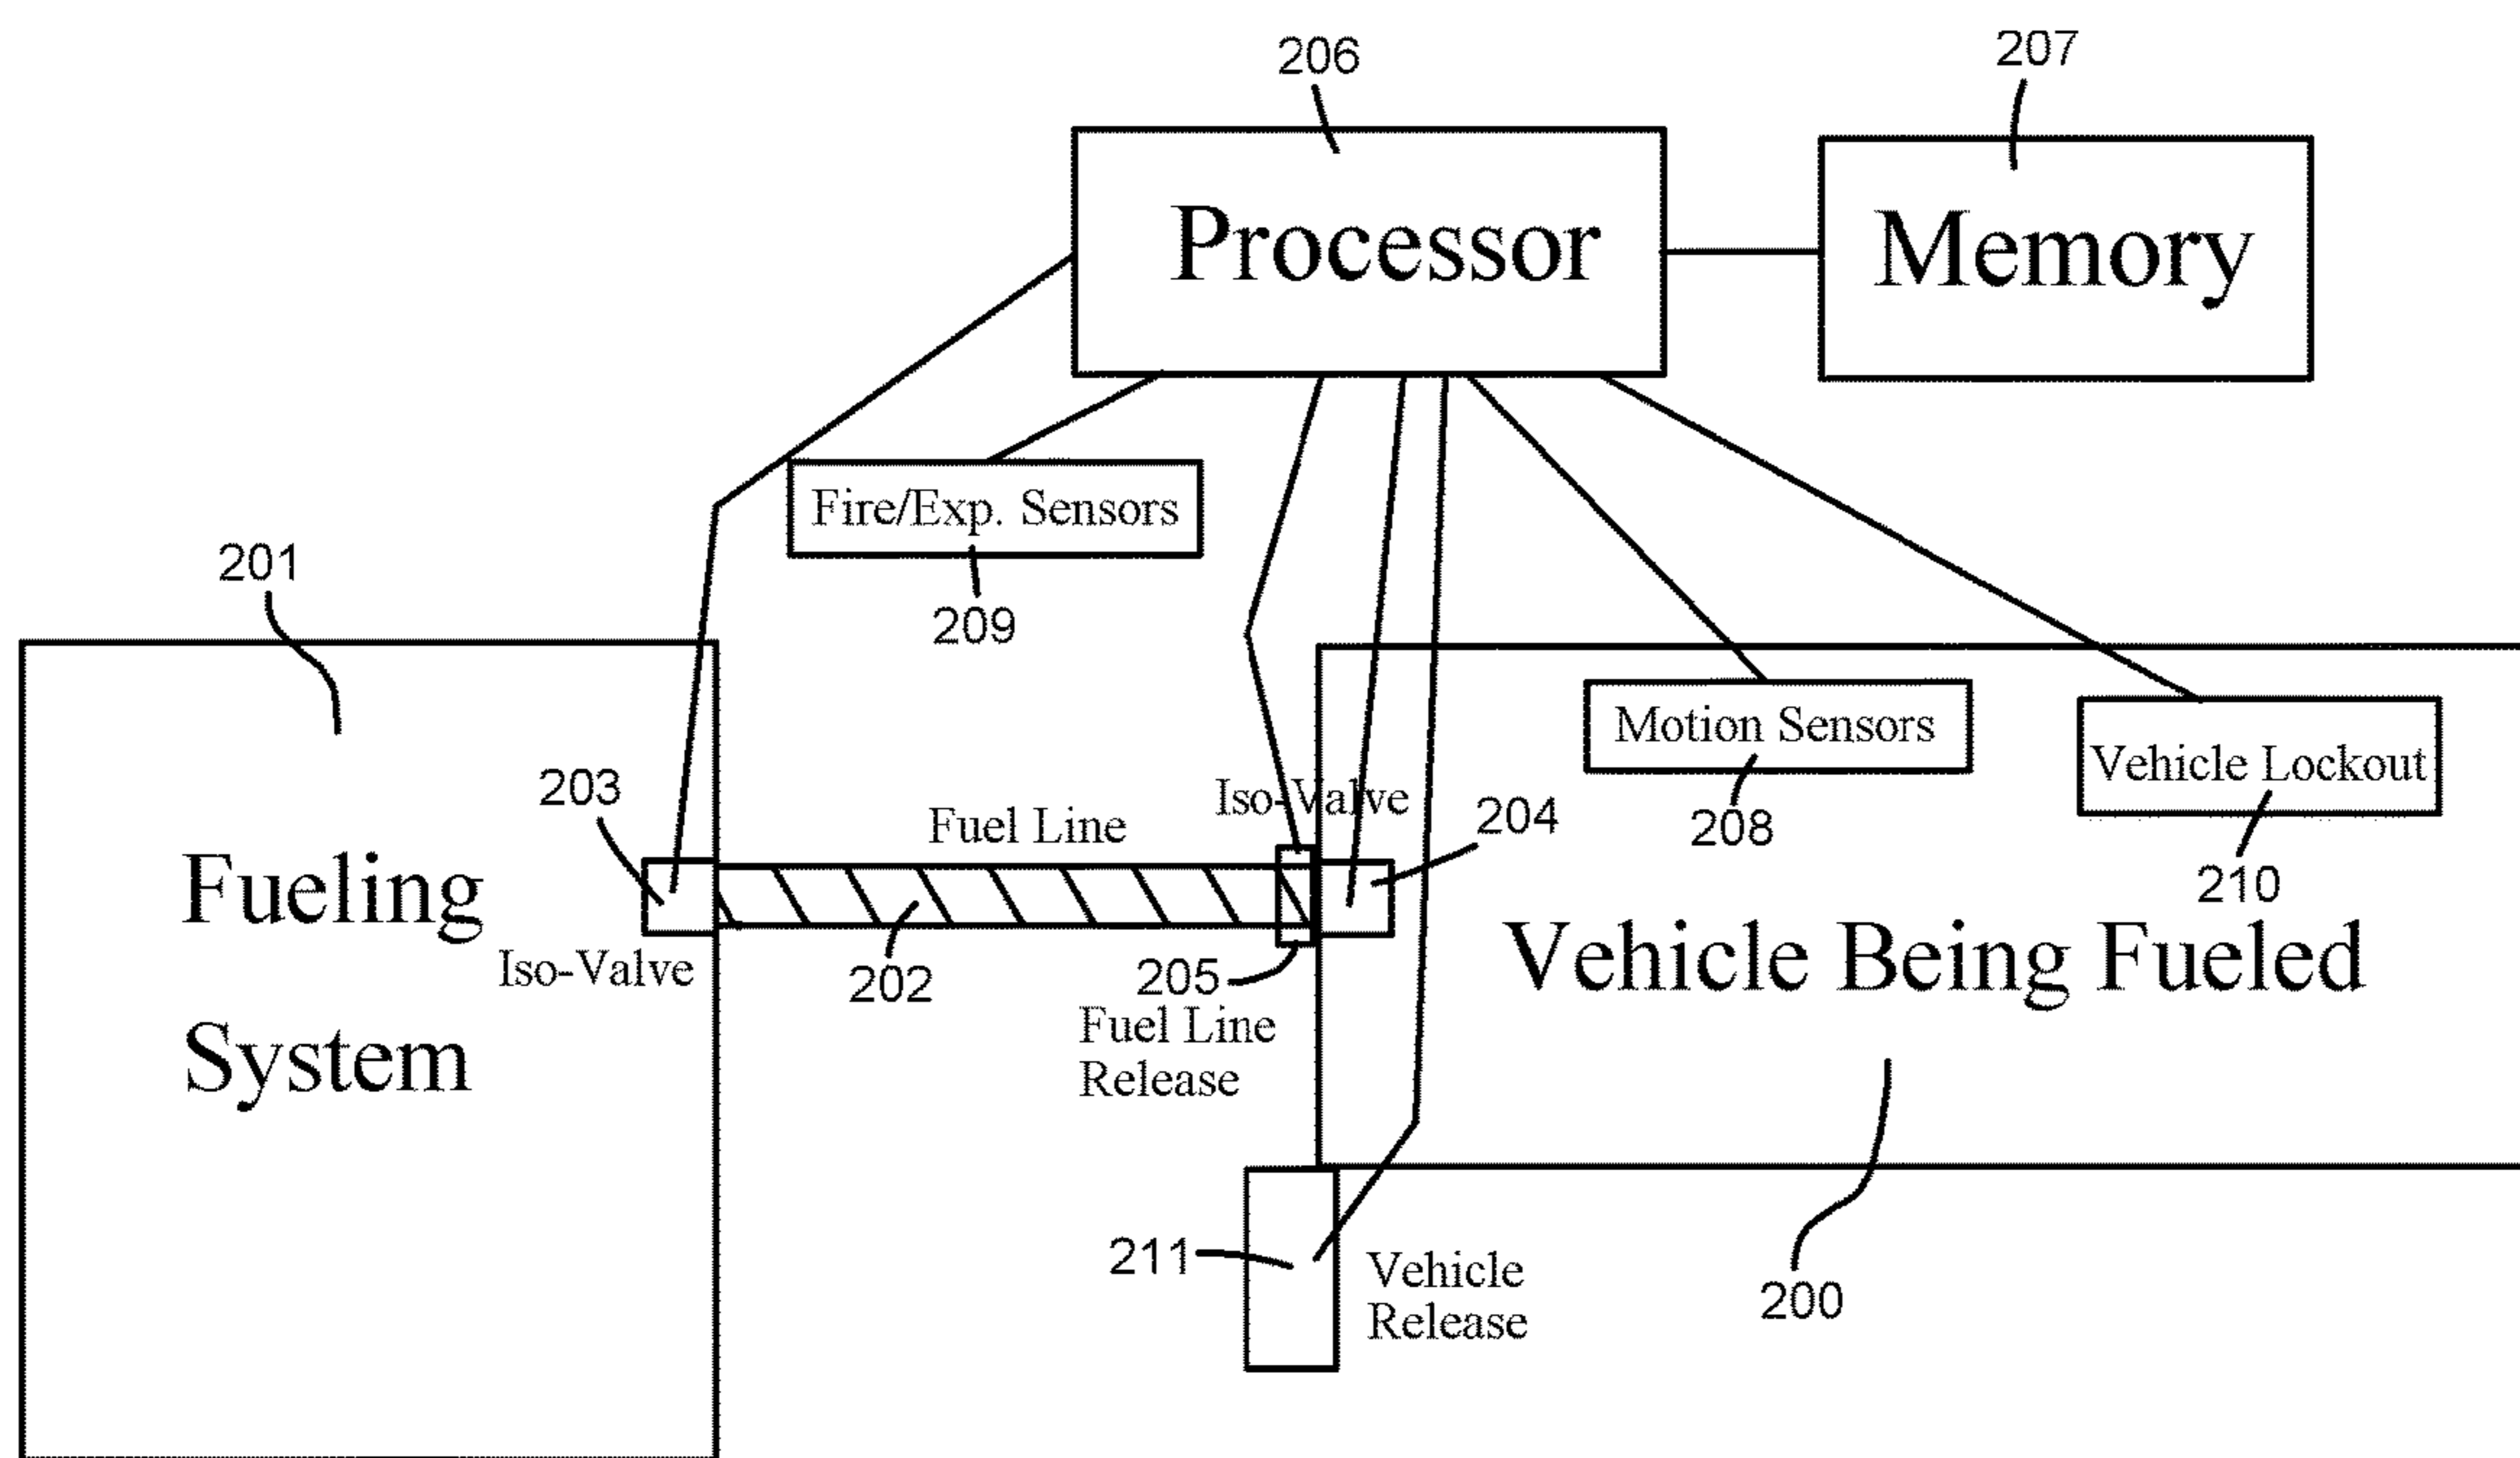 206
207
Processor
Memory
Fire/Exp. Sensors
201
209
Motion Sensors
Vehicle Lockout
203
Iso-Valve
204
208
Fuel Line
210
Fueling
System
Iso-Valve
202
205
Fuel Line
Release
Vehicle Being Fueled
211
Vehicle
Release
200